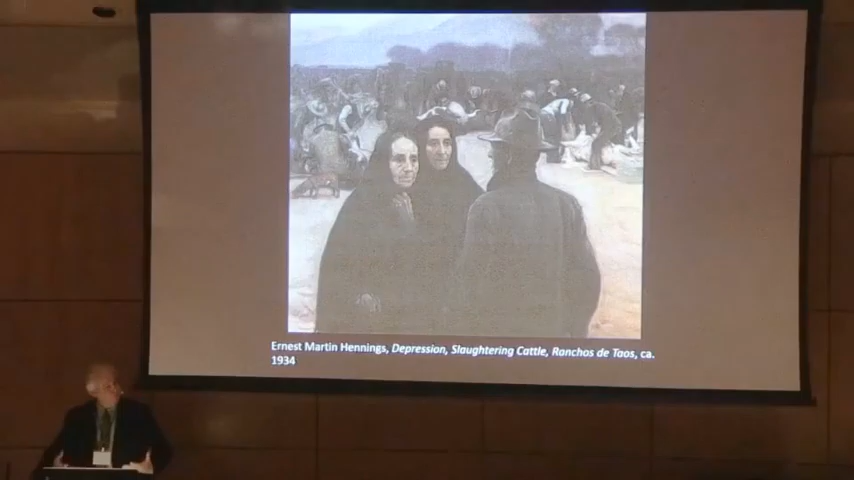 Ernest Martin Hennings, Depression, Slaughtering Cattle, Ranchos de Taos, ca.
1934